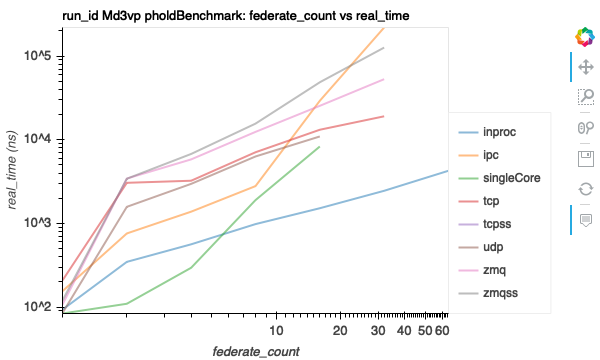 run_id Md3vp pholdBenchmark: federate_count vs real_time
real_time (ns)
10^5
10^4
10^3
10^2
10
20
30
40
50
60
federate_count
inproc
ipc
singleCore
tcp
tcpss
udp
zmq
zmqss